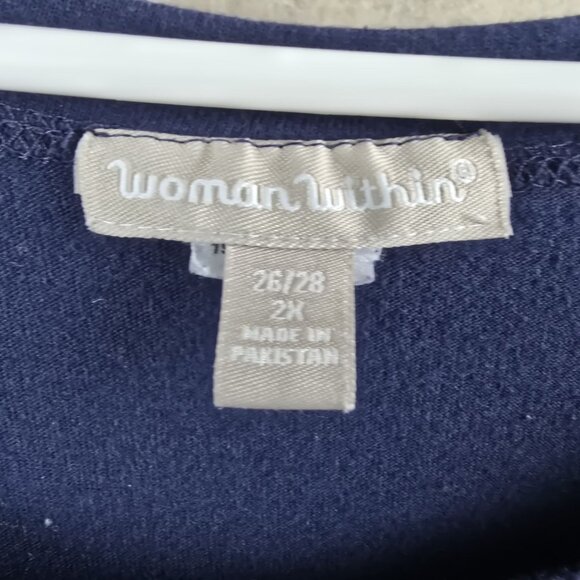 Woman Within®
26/28
2X
MADE IN
PAKISTAN